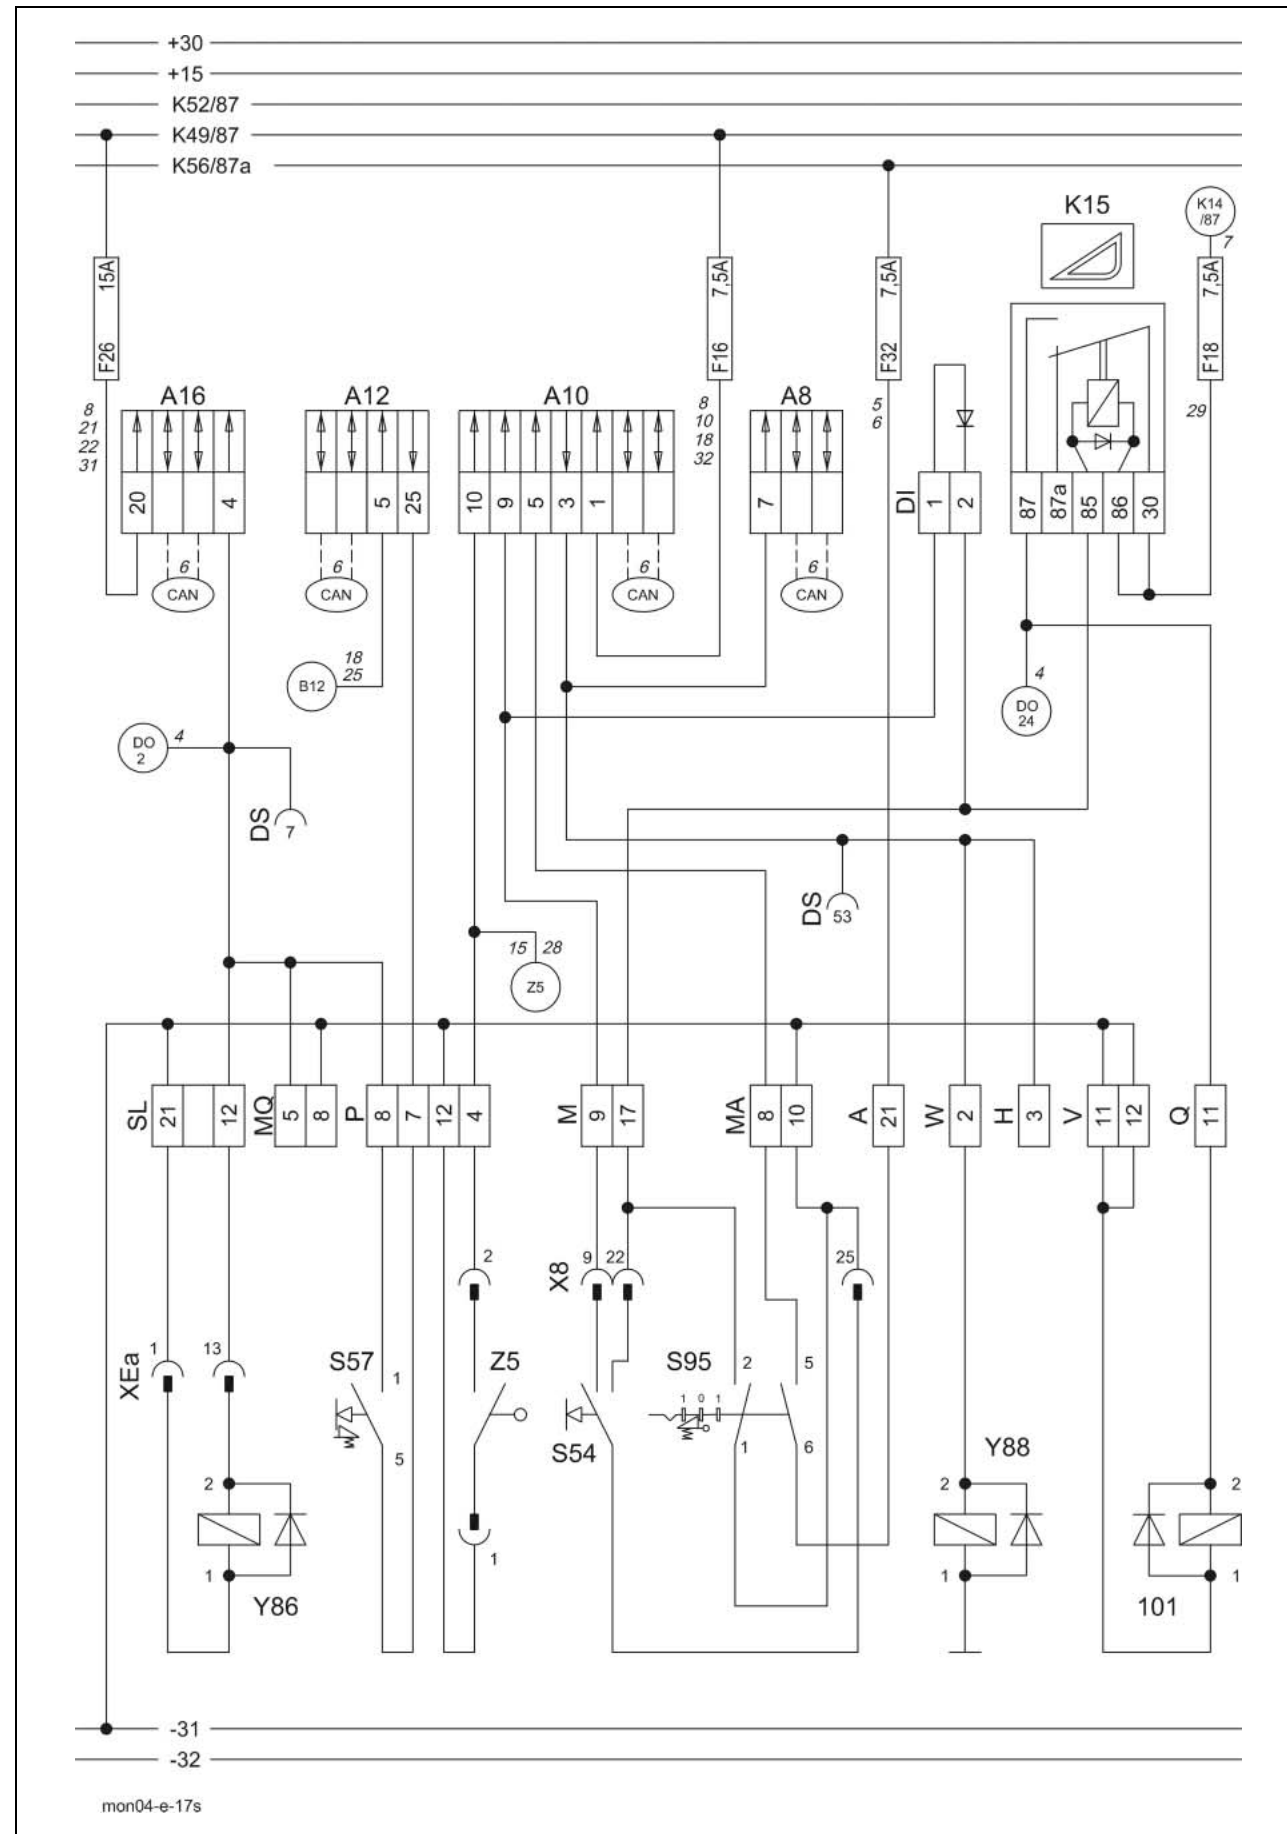 +30
+15
K52/87
K49/87
K56/87a
K15
K14
/87
7
15A
F26
7,5A
F16
7,5A
F32
7,5A
F18
8
21
22
31
A16
A12
A10
8
10
18
32
A8
5
6
29
20
4
5
25
10
9
5
3
1
7
DI
1
2
87
87a
85
86
30
6
CAN
6
CAN
6
CAN
6
CAN
18
25
B12
4
DO
24
DO
2
4
DS
7
DS
53
15 28
Z5
SL
21
12
MQ
5
8
P
8
7
12
4
M
9
17
MA
8
10
A
21
W
2
H
3
V
11
12
Q
11
2
X8
9
22
25
XEa
1
13
S57
1
5
Z5
1
S54
S95
1 0 1
2
5
1
6
Y88
2
1
2
1
Y86
2
1
101
-31
-32
mon04-e-17s